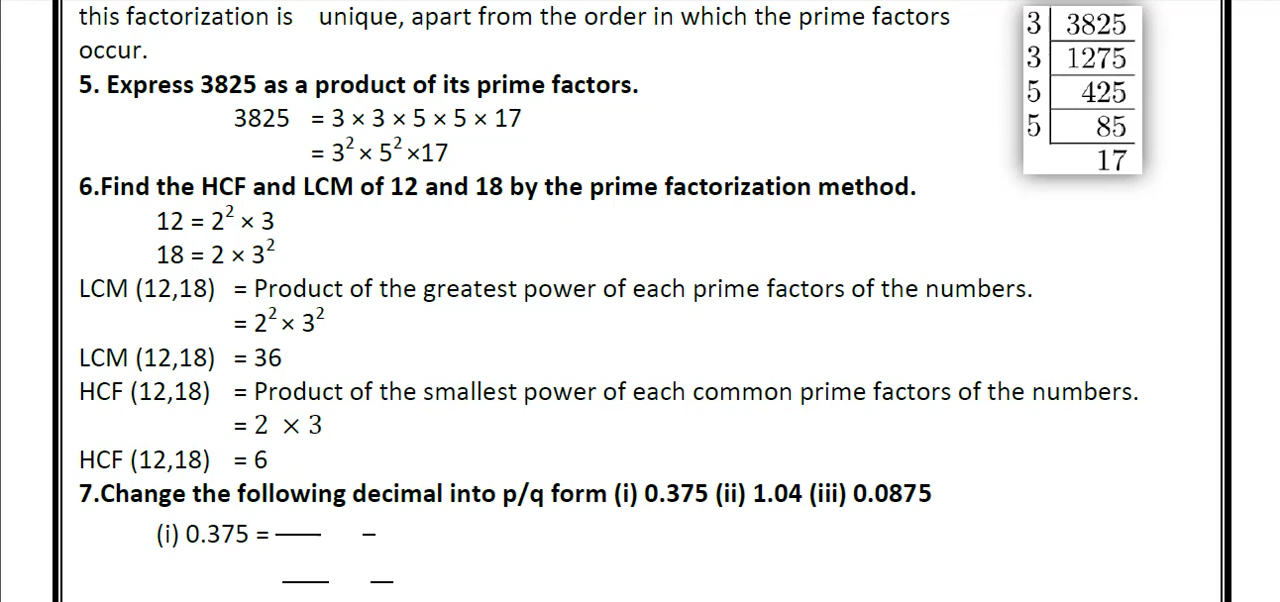 this factorization is unique, apart from the order in which the prime factors
occur.
5. Express 3825 as a product of its prime factors.
3825 = 3 × 3 × 5 × 5 × 17
= 3² × 5² ×17
3 3825
3 1275
5 425
5 85
17
6.Find the HCF and LCM of 12 and 18 by the prime factorization method.
12 = 2² × 3
18 = 2 × 3²
LCM (12,18) = Product of the greatest power of each prime factors of the numbers.
= 2² × 3²
LCM (12,18) = 36
HCF (12,18) = Product of the smallest power of each common prime factors of the numbers.
= 2 × 3
HCF (12,18) = 6
7.Change the following decimal into p/q form (i) 0.375 (ii) 1.04 (iii) 0.0875
(i) 0.375 =